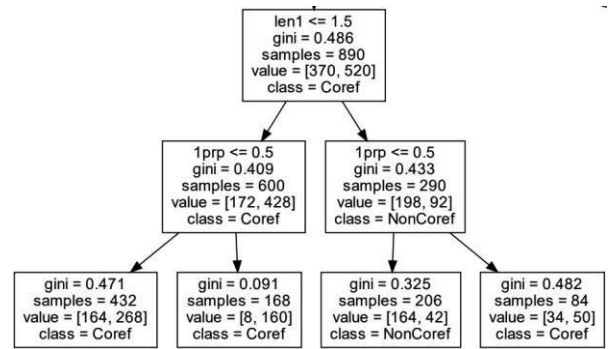 len1 <= 1.5
gini = 0.486
samples = 890
value = [370, 520]
class = Coref
1prp <= 0.5
gini = 0.409
samples = 600
value = [172, 428]
class = Coref
1prp <= 0.5
gini = 0.433
samples = 290
value = [198, 92]
class = NonCoref
gini = 0.471
samples = 432
value = [164, 268]
class = Coref
gini = 0.091
samples = 168
value = [8, 160]
class = Coref
gini = 0.325
samples = 206
value = [164, 42]
class = NonCoref
gini = 0.482
samples = 84
value = [34, 50]
class = Coref